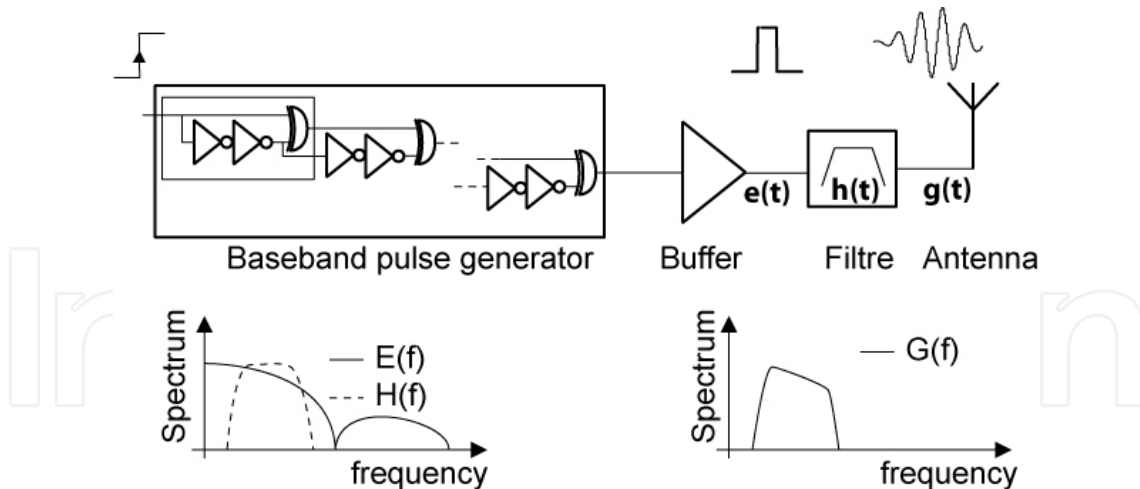 e(t)
h(t)
g(t)
Baseband pulse generator
Buffer
Filtre
Antenna
Spectrum
E(f)
H(f)
frequency
Spectrum
G(f)
frequency